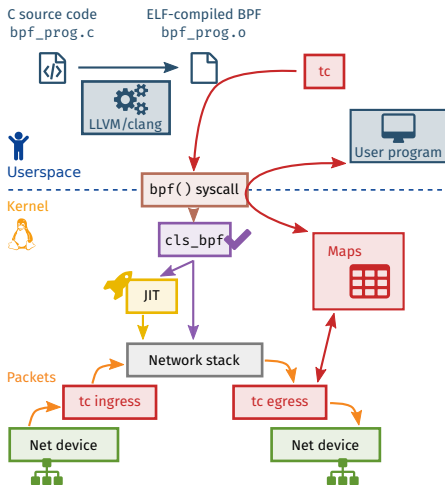 C source code
bpf_prog.c
ELF-compiled BPF
bpf_prog.o
tc
LLVM/clang
User program
Userspace
bpf() syscall
Kernel
cls_bpf
Maps
JIT
Network stack
Packets
tc ingress
tc egress
Net device
Net device